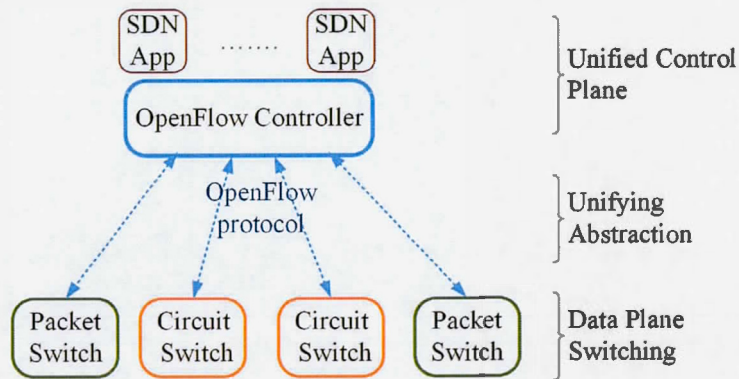 SDN
App
.......
SDN
App
OpenFlow Controller
Unified Control
Plane
OpenFlow
protocol
Unifying
Abstraction
Packet
Switch
Circuit
Switch
Circuit
Switch
Packet
Switch
Data Plane
Switching